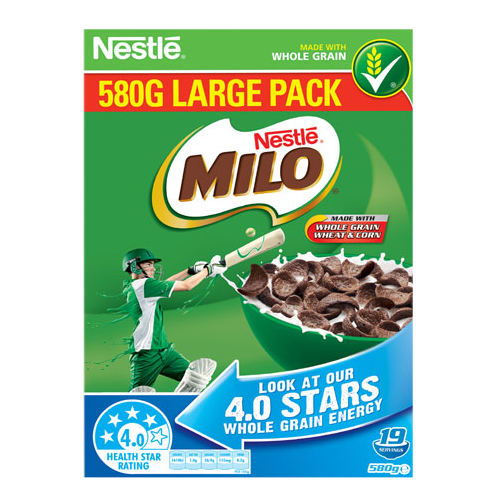 Nestlé®
MADE WITH
WHOLE GRAIN
580G LARGE PACK
Nestlé®
MILO®
MADE WITH
WHOLE GRAIN
WHEAT & CORN
LOOK AT OUR
4.0 STARS
WHOLE GRAIN ENERGY
4.0
HEALTH STAR
RATING
19
SERVINGS
580g e